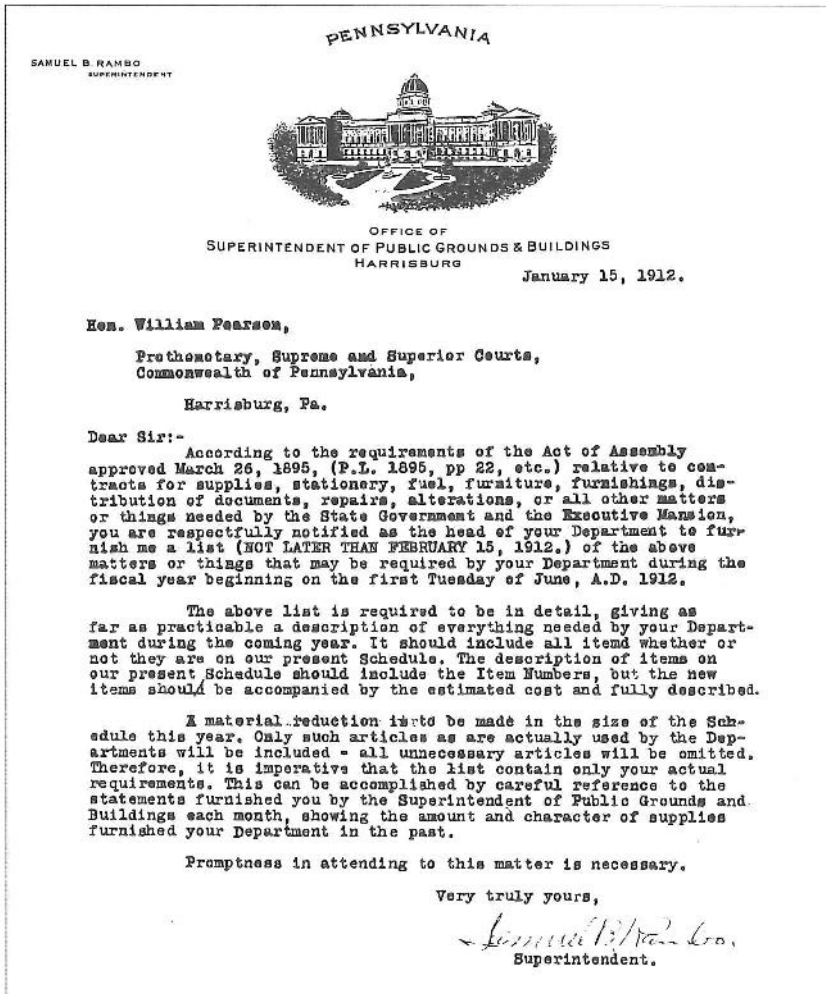 PENNSYLVANIA
SAMUEL B. RAMBO
SUPERINTENDENT
OFFICE OF
SUPERINTENDENT OF PUBLIC GROUNDS & BUILDINGS
HARRISBURG
January 15, 1912.
Hon. William Pearson,
Prothonotary, Supreme and Superior Courts,
Commonwealth of Pennsylvania,
Harrisburg, Pa.
Dear Sir:-
According to the requirements of the Act of Assembly
approved March 26, 1895, (P.L. 1895, pp 22, etc.) relative to con-
tracts for supplies, stationery, fuel, furniture, furnishings, dis-
tribution of documents, repairs, alterations, or all other matters
or things needed by the State Government and the Executive Mansion,
you are respectfully notified as the head of your Department to fur-
nish me a list (NOT LATER THAN FEBRUARY 15, 1912.) of the above
matters or things that may be required by your Department during the
fiscal year beginning on the first Tuesday of June, A.D. 1912.
The above list is required to be in detail, giving as
far as practicable a description of everything needed by your Depart-
ment during the coming year. It should include all itemd whether or
not they are on our present Schedule. The description of items on
our present Schedule should include the Item Numbers, but the new
items should be accompanied by the estimated cost and fully described.
A material reduction is to be made in the size of the Sch-
edule this year. Only such articles as are actually used by the Dep-
artments will be included - all unnecessary articles will be omitted.
Therefore, it is imperative that the list contain only your actual
requirements. This can be accomplished by careful reference to the
statements furnished you by the Superintendent of Public Grounds and
Buildings each month, showing the amount and character of supplies
furnished your Department in the past.
Promptness in attending to this matter is necessary.
Very truly yours,
Samuel B. Rambo.
Superintendent.